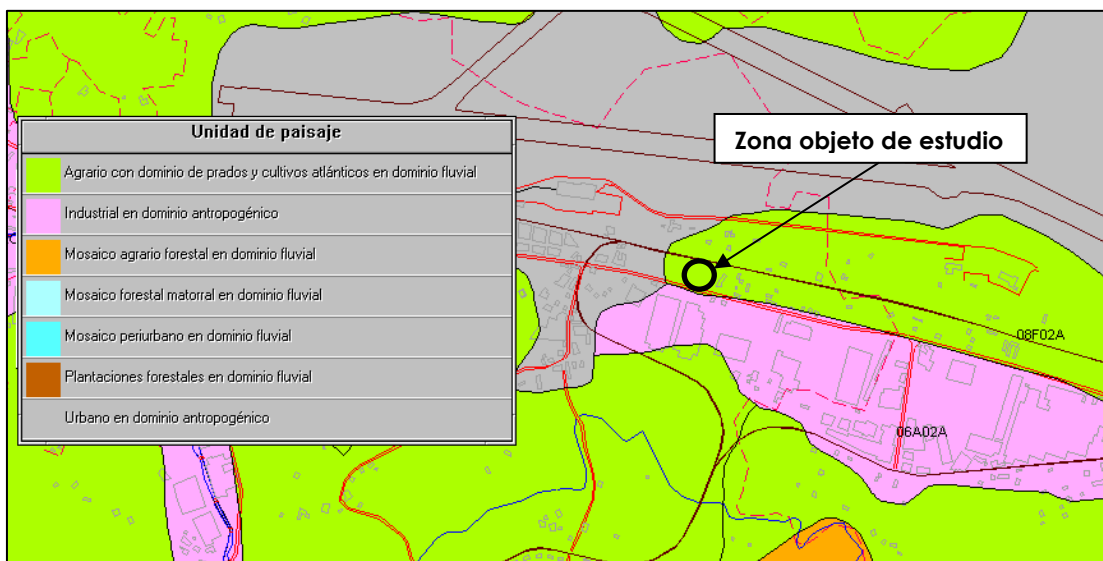 Unidad de paisaje
Agrario con dominio de prados y cultivos atlánticos en dominio fluvial
Industrial en dominio antropogénico
Mosaico agrario forestal en dominio fluvial
Mosaico forestal matorral en dominio fluvial
Mosaico periurbano en dominio fluvial
Plantaciones forestales en dominio fluvial
Urbano en dominio antropogénico
Zona objeto de estudio
08F02A
06A02A